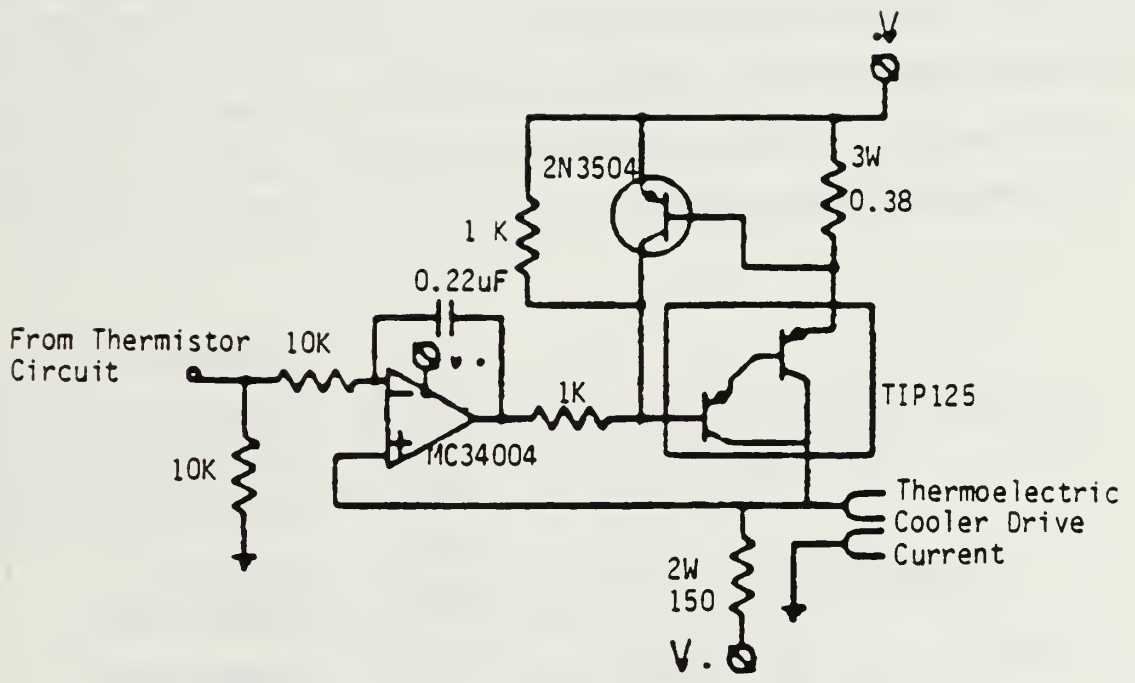 .V
3W
2N3504
0.38
1 K
0.22uF
From Thermistor
Circuit
10K
V .
1K
TIP125
MC34004
10K
Thermoelectric
Cooler Drive
Current
2W
150
V .